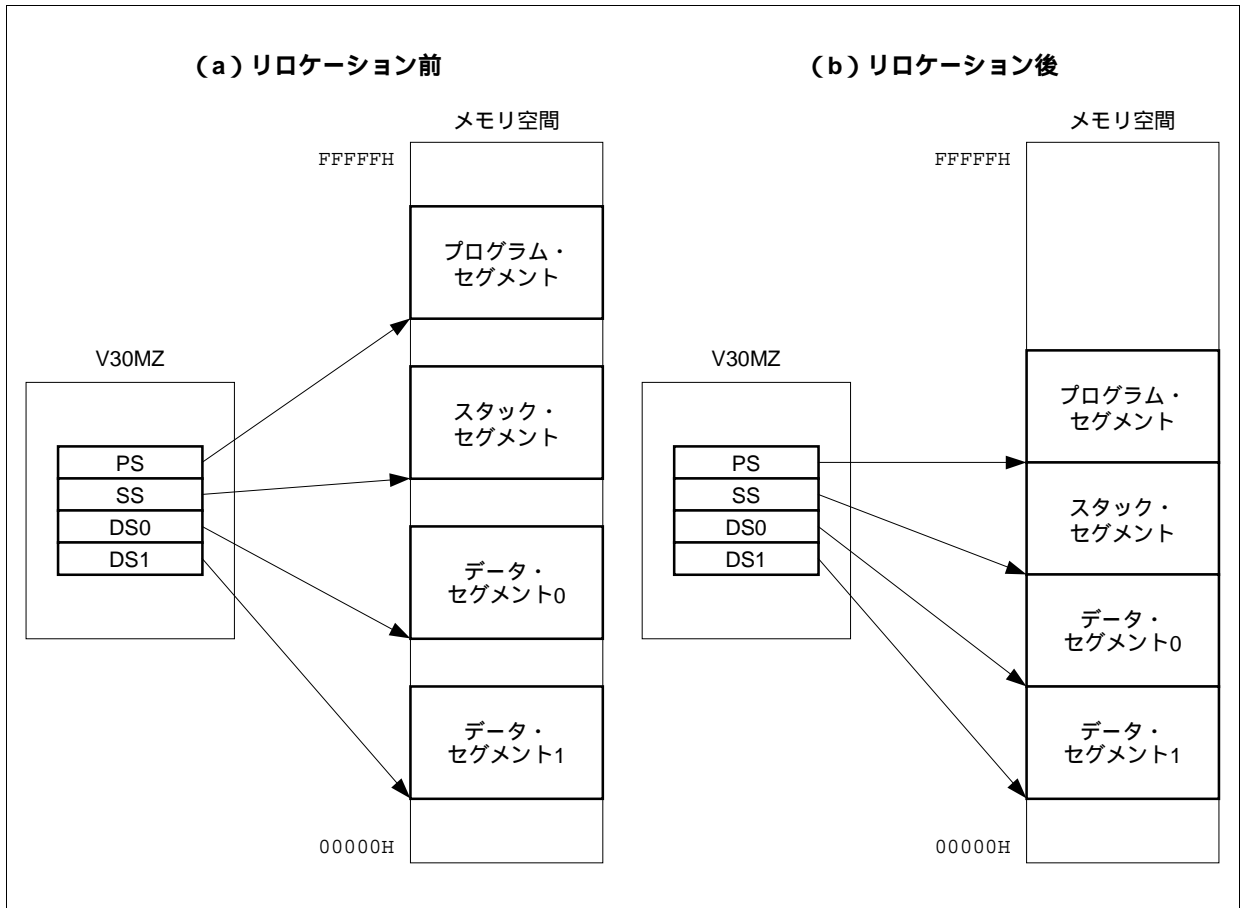 （a）リロケーション前
メモリ空間
FFFFFH
プログラム・
セグメント
V30MZ
スタック・
セグメント
PS
SS
DS0
DS1
データ・
セグメント0
データ・
セグメント1
00000H
（b）リロケーション後
メモリ空間
FFFFFH
V30MZ
プログラム・
セグメント
PS
SS
DS0
DS1
スタック・
セグメント
データ・
セグメント0
データ・
セグメント1
00000H